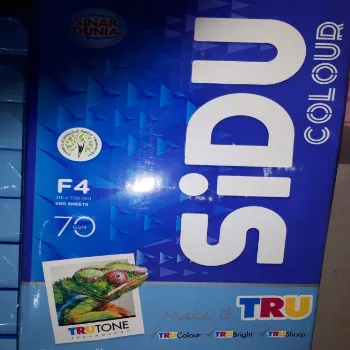 SINAR
DUNIA
SiDU
COLOUR
F4
500 SHEETS
70 GSM
TRUTONE
Make it TRU
TRUColour TRUBright TRUSharp